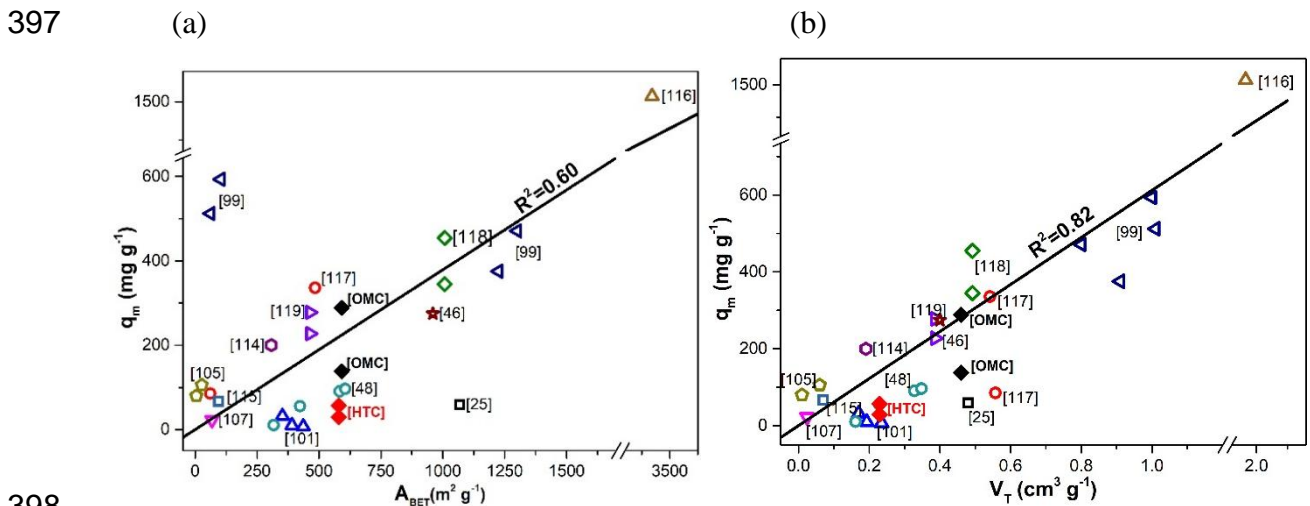 397 (a) (b)
1500
600
400
200
0
q_m (mg g⁻¹)
[116]
[99]
R²=0.60
[118]
[99]
[117]
[OMC]
[119]
[46]
[114]
[OMC]
[105]
[48]
[115]
[HTC]
[25]
[107]
[101]
0 250 500 750 1000 1250 1500 3500
A_BET(m² g⁻¹)
1500
600
500
400
300
200
100
0
q_m (mg g⁻¹)
[116]
R²=0.82
[99]
[118]
[117]
[119]
[OMC]
[46]
[114]
[OMC]
[105]
[48]
[117]
[115]
[HTC]
[25]
[107]
[101]
0.0 0.2 0.4 0.6 0.8 1.0 2.0
V_T (cm³ g⁻¹)
398